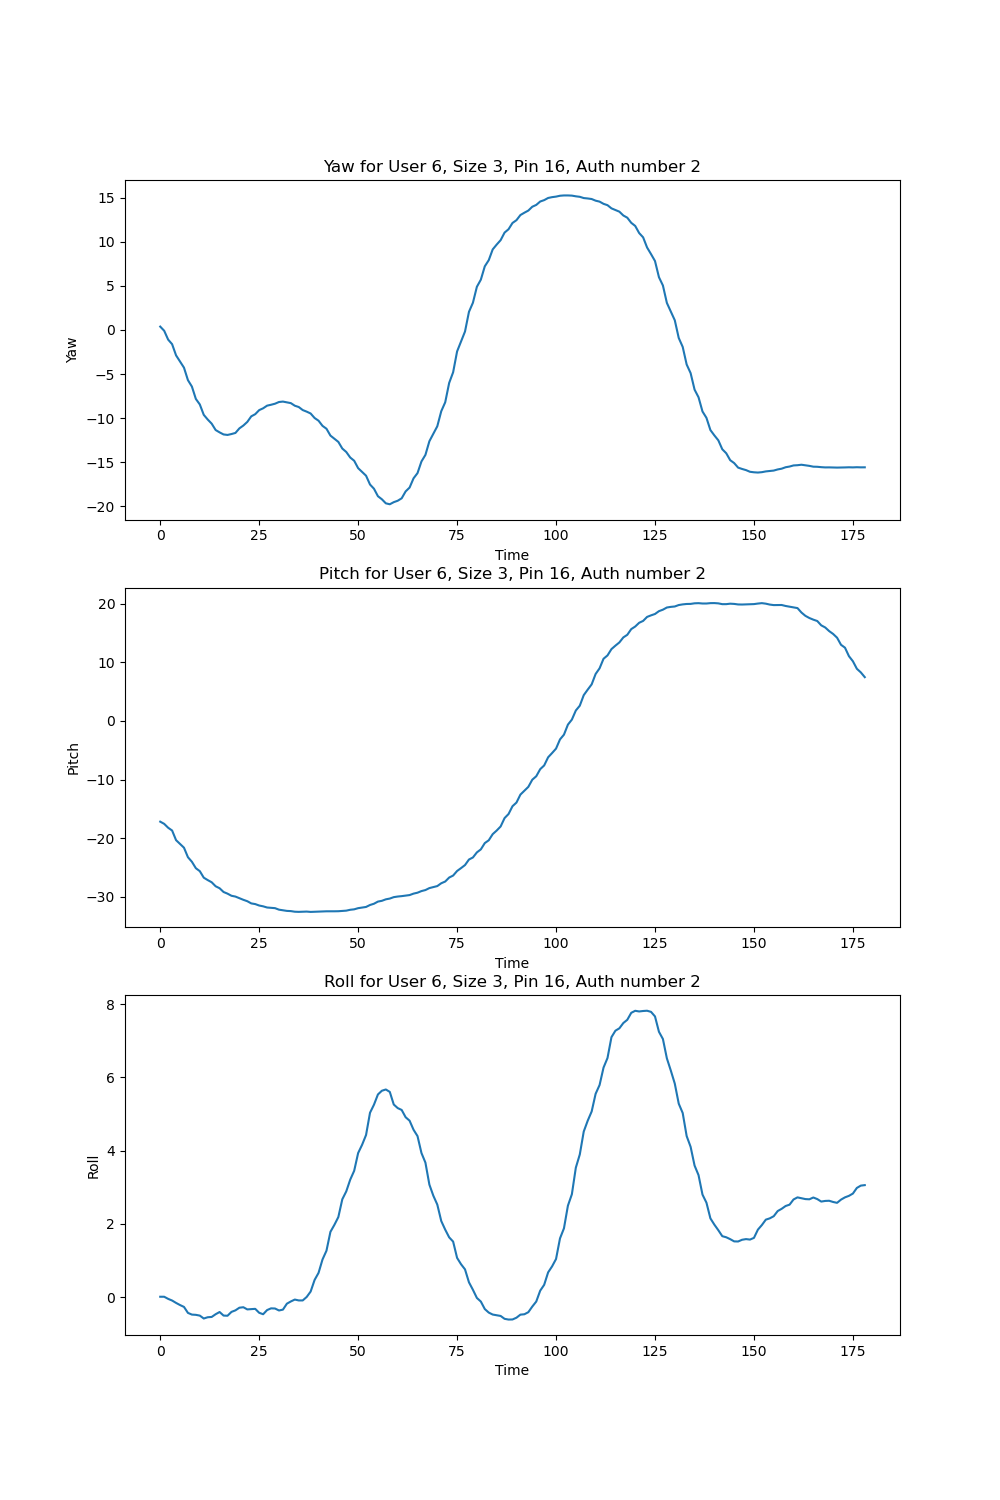 Yaw for User 6, Size 3, Pin 16, Auth number 2
15
10
5
0
−5
−10
−15
−20
Yaw
0 25 50 75 100 125 150 175
Time
Pitch for User 6, Size 3, Pin 16, Auth number 2
20
10
0
−10
−20
−30
Pitch
0 25 50 75 100 125 150 175
Time
Roll for User 6, Size 3, Pin 16, Auth number 2
8
6
4
2
0
Roll
0 25 50 75 100 125 150 175
Time